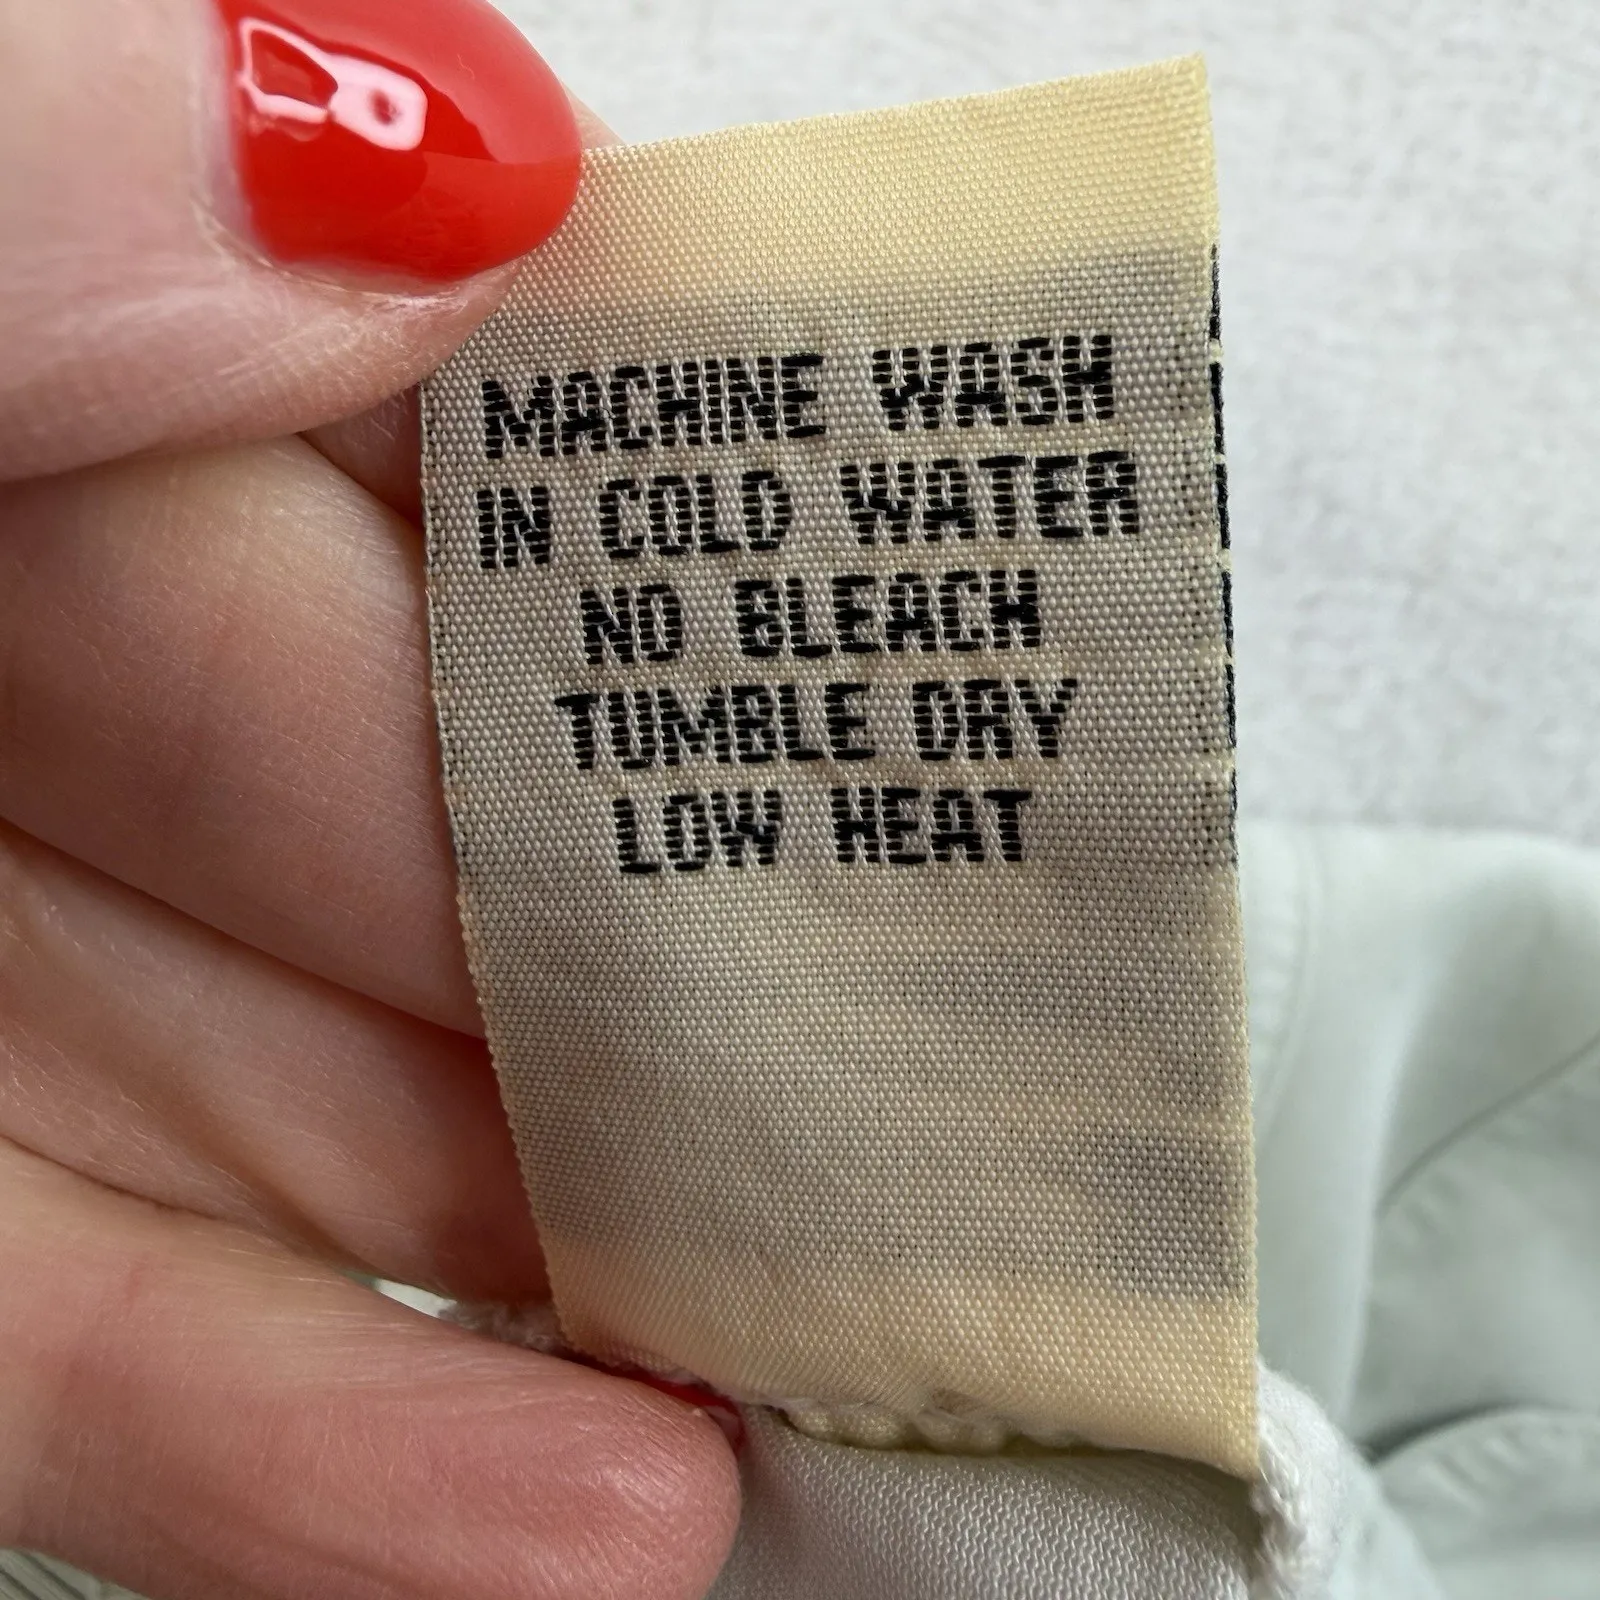 MACHINE WASH
IN COLD WATER
NO BLEACH
TUMBLE DRY
LOW HEAT